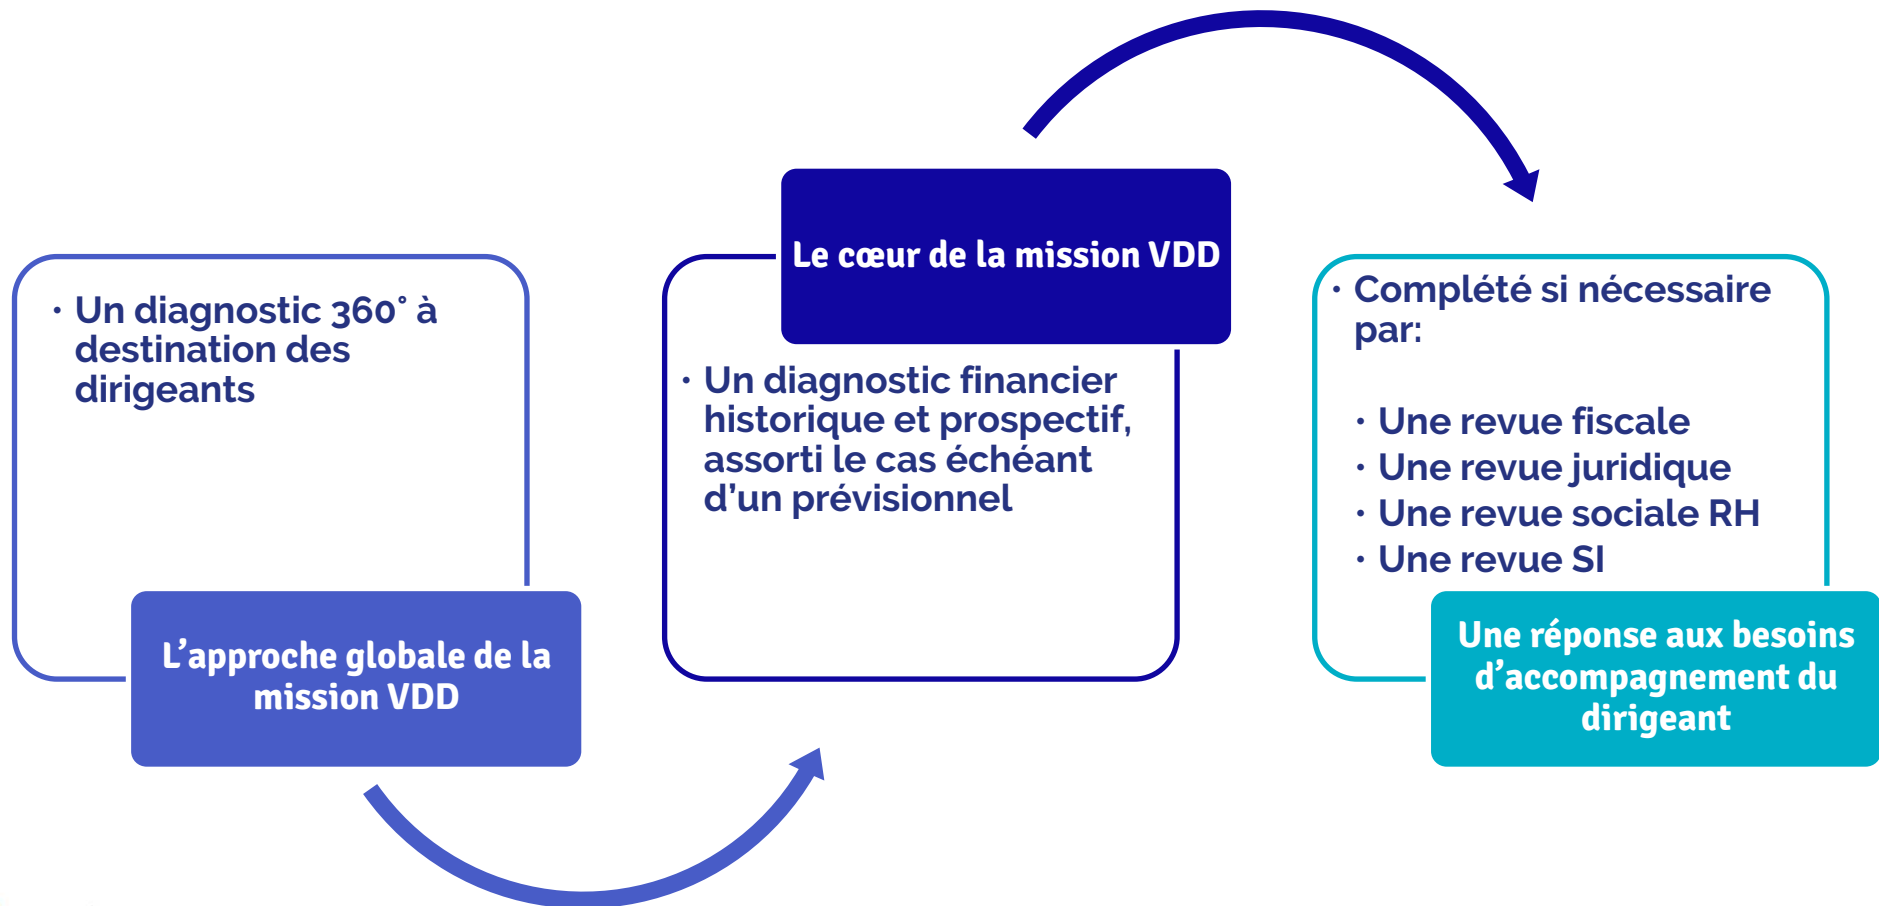 · Un diagnostic 360° à
destination des
dirigeants
L’approche globale de la
mission VDD
Le cœur de la mission VDD
· Un diagnostic financier
historique et prospectif,
assorti le cas échéant
d’un prévisionnel
· Complété si nécessaire
par:
· Une revue fiscale
· Une revue juridique
· Une revue sociale RH
· Une revue SI
Une réponse aux besoins
d’accompagnement du
dirigeant